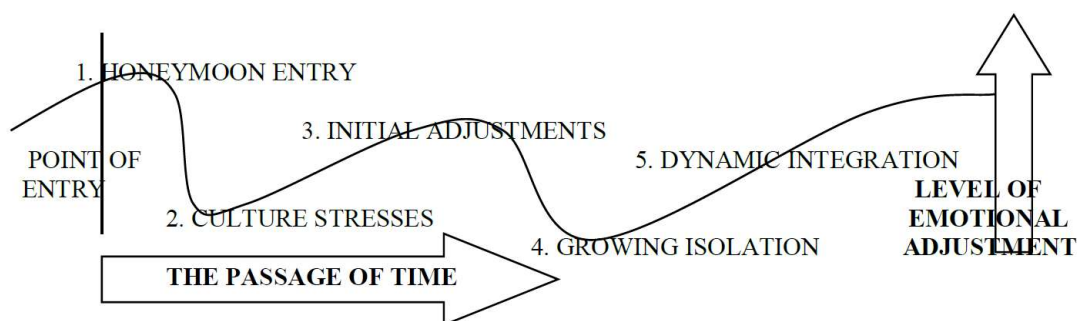 1. HONEYMOON ENTRY
3. INITIAL ADJUSTMENTS
POINT OF
ENTRY
5. DYNAMIC INTEGRATION
2. CULTURE STRESSES
4. GROWING ISOLATION
LEVEL OF
EMOTIONAL
ADJUSTMENT
THE PASSAGE OF TIME